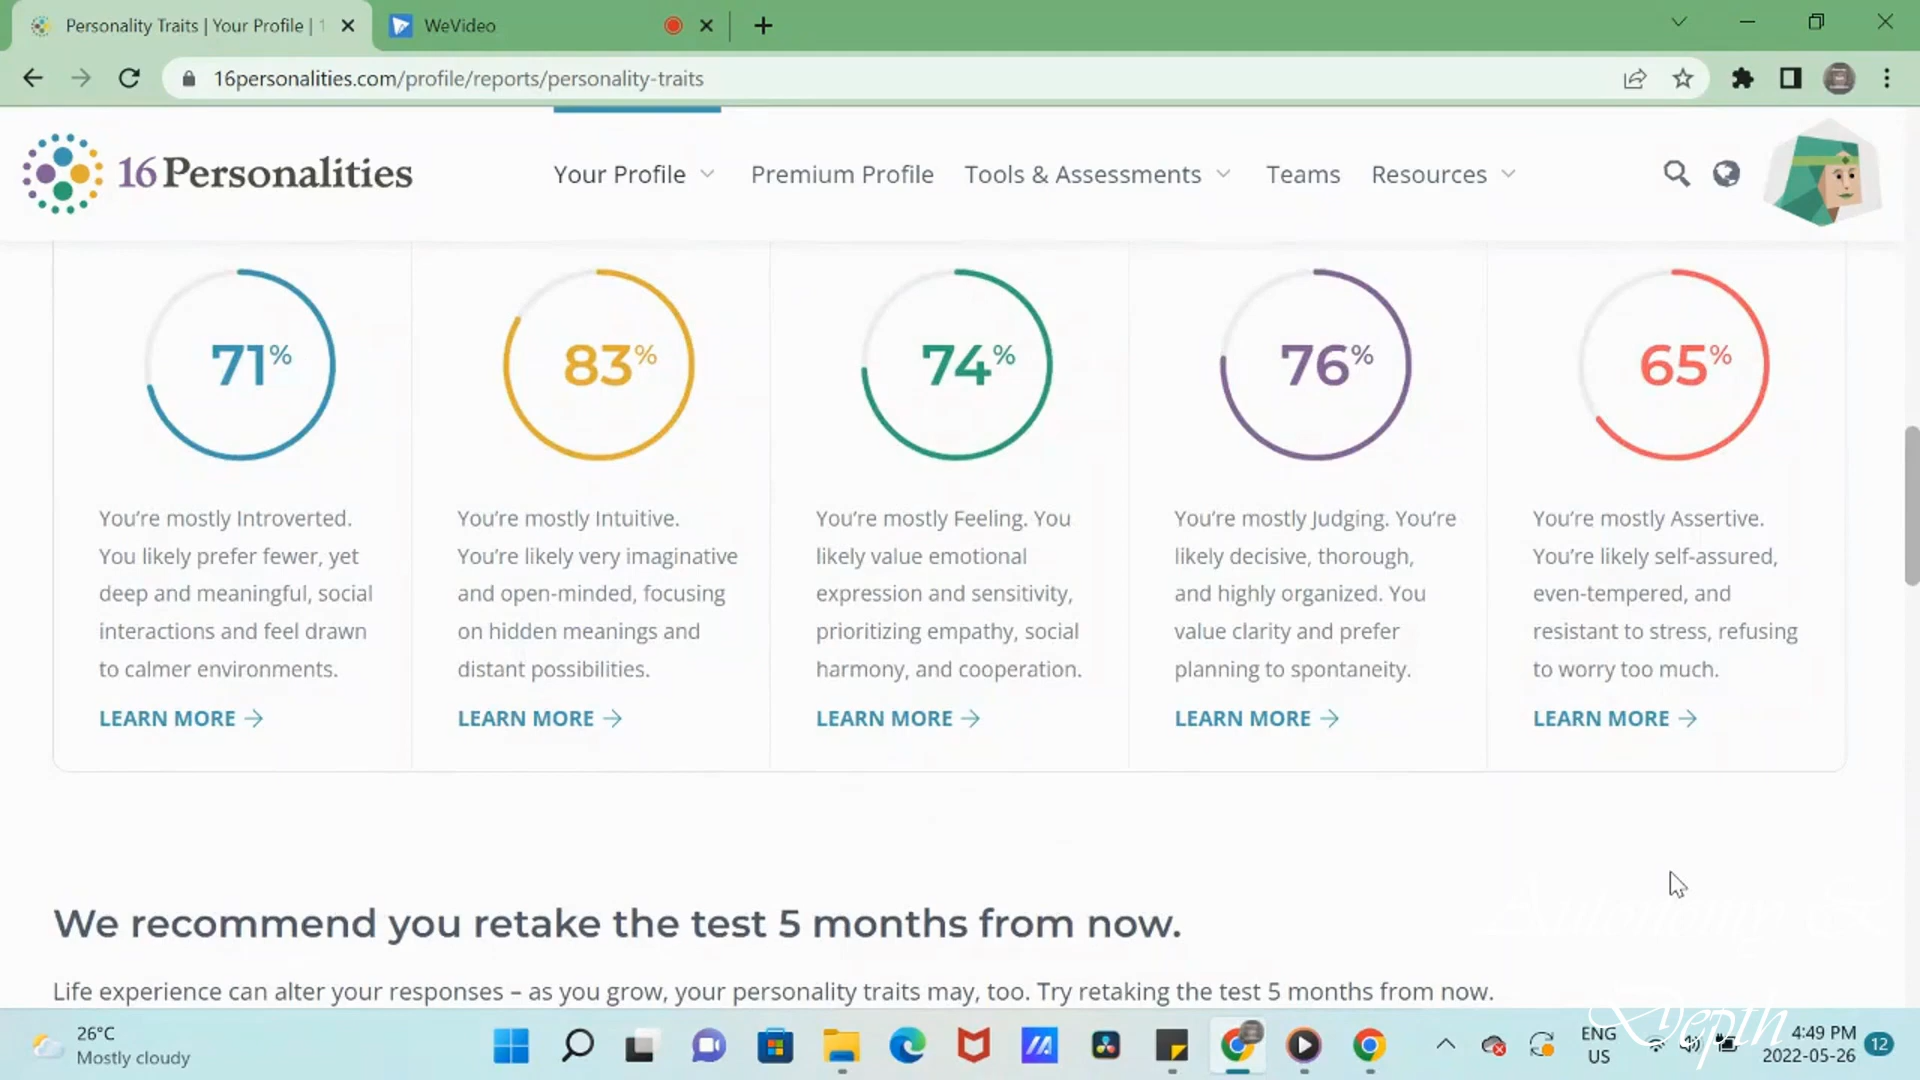 Personality Traits | Your Profile | 1
WeVideo
16personalities.com/profile/reports/personality-traits
16Personalities
Your Profile
Premium Profile
Tools & Assessments
Teams
Resources
71%
83%
74%
76%
65%
You're mostly Introverted.
You likely prefer fewer, yet
deep and meaningful, social
interactions and feel drawn
to calmer environments.
LEARN MORE →
You're mostly Intuitive.
You're likely very imaginative
and open-minded, focusing
on hidden meanings and
distant possibilities.
LEARN MORE →
You're mostly Feeling. You
likely value emotional
expression and sensitivity,
prioritizing empathy, social
harmony, and cooperation.
LEARN MORE →
You're mostly Judging. You're
likely decisive, thorough,
and highly organized. You
value clarity and prefer
planning to spontaneity.
LEARN MORE →
You're mostly Assertive.
You're likely self-assured,
even-tempered, and
resistant to stress, refusing
to worry too much.
LEARN MORE →
We recommend you retake the test 5 months from now.
Life experience can alter your responses – as you grow, your personality traits may, too. Try retaking the test 5 months from now.
Depth
26°C
Mostly cloudy
ENG
US
4:49 PM
2022-05-26
12